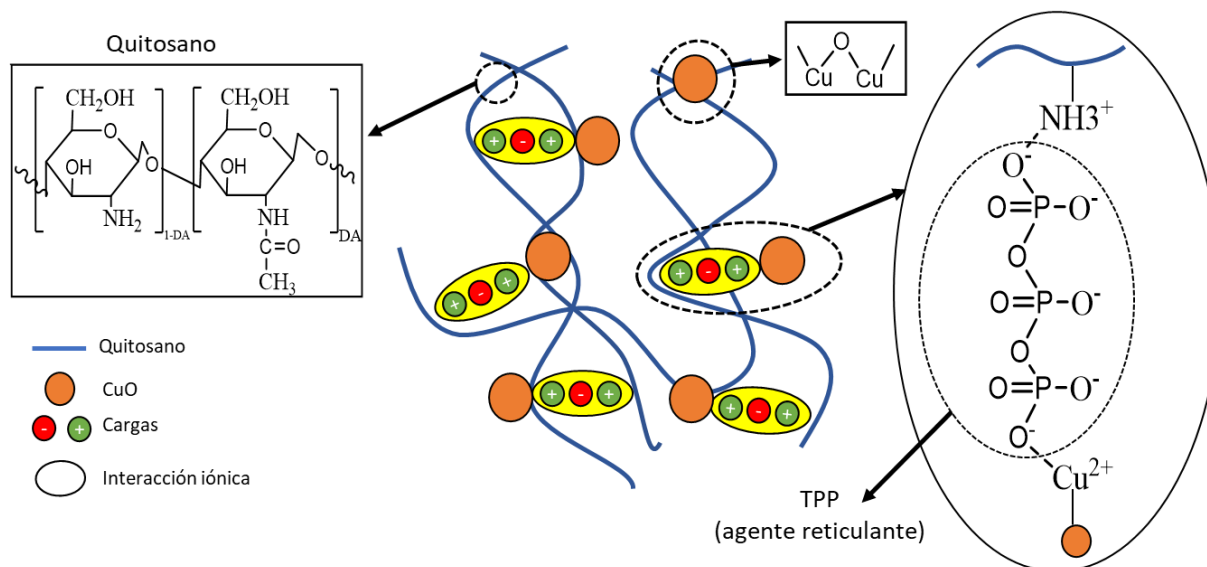 Quitosano
CH₂OH
O
OH
NH₂
1-DA
O
CH₂OH
O
OH
NH
C=O
CH₃
O
DA
Quitosano
CuO
- + Cargas
Interacción iónica
+ - +
+ - +
+ - +
+ - +
+ - +
O
Cu Cu
NH3⁺
O⁻
O=P-O⁻
O
O=P-O⁻
O
O=P-O⁻
O⁻
Cu²⁺
TPP
(agente reticulante)